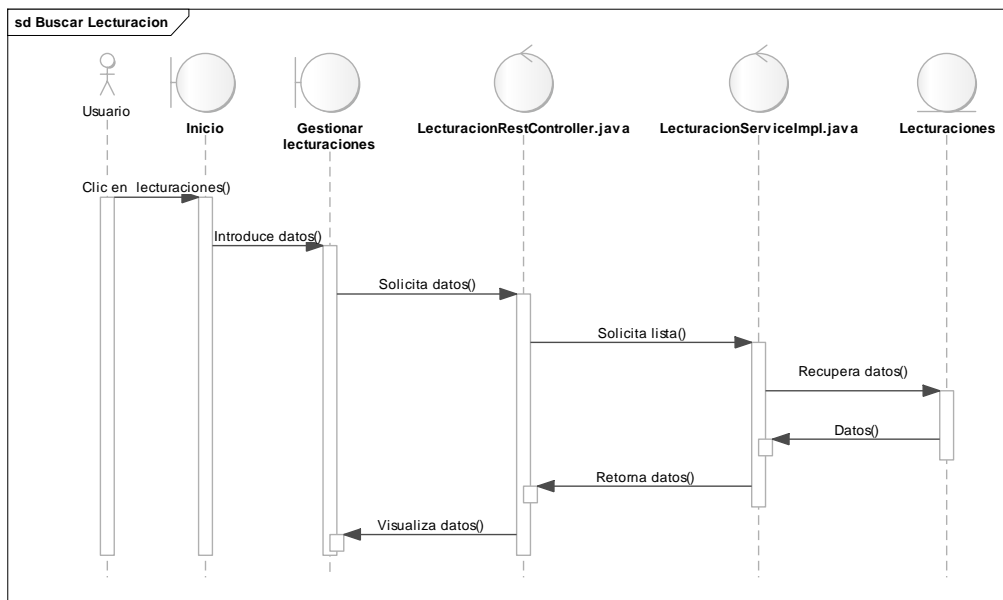 sd Buscar Lecturacion
Usuario
Inicio
Gestionar
lecturaciones
LecturacionRestController.java
LecturacionServiceImpl.java
Lecturaciones
Clic en lecturaciones()
Introduce datos()
Solicita datos()
Solicita lista()
Recupera datos()
Datos()
Retorna datos()
Visualiza datos()